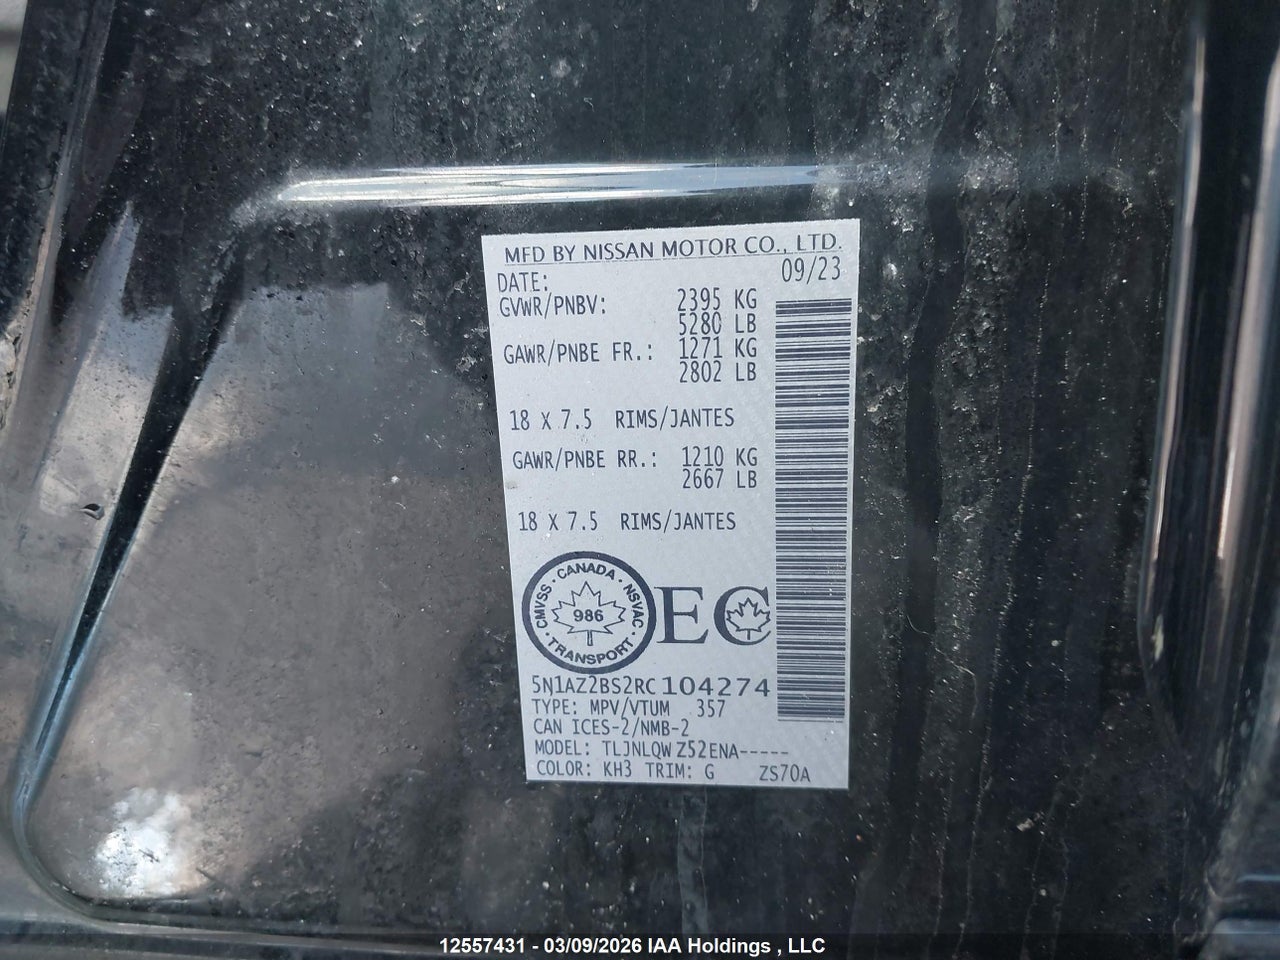 MFD BY NISSAN MOTOR CO., LTD.
DATE: 09/23
GVWR/PNBV: 2395 KG
5280 LB
GAWR/PNBE FR.: 1271 KG
2802 LB
18 X 7.5 RIMS/JANTES
GAWR/PNBE RR.: 1210 KG
2667 LB
18 X 7.5 RIMS/JANTES
CMVSS · CANADA · NSVAC · TRANSPORT ·
986
EC
5N1AZ2BS2RC104274
TYPE: MPV/VTUM 357
CAN ICES-2/NMB-2
MODEL: TLJNLQW Z52ENA-----
COLOR: KH3 TRIM: G ZS70A
12557431 - 03/09/2026 IAA Holdings , LLC